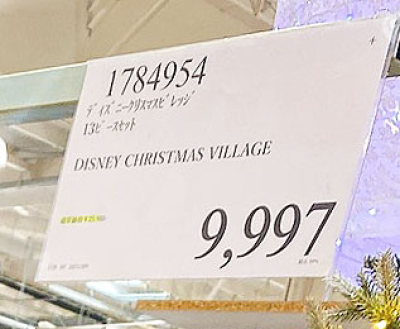 1784954
ディズニークリスマスビレッジ
13ピースセット
DISNEY CHRISTMAS VILLAGE
9,997